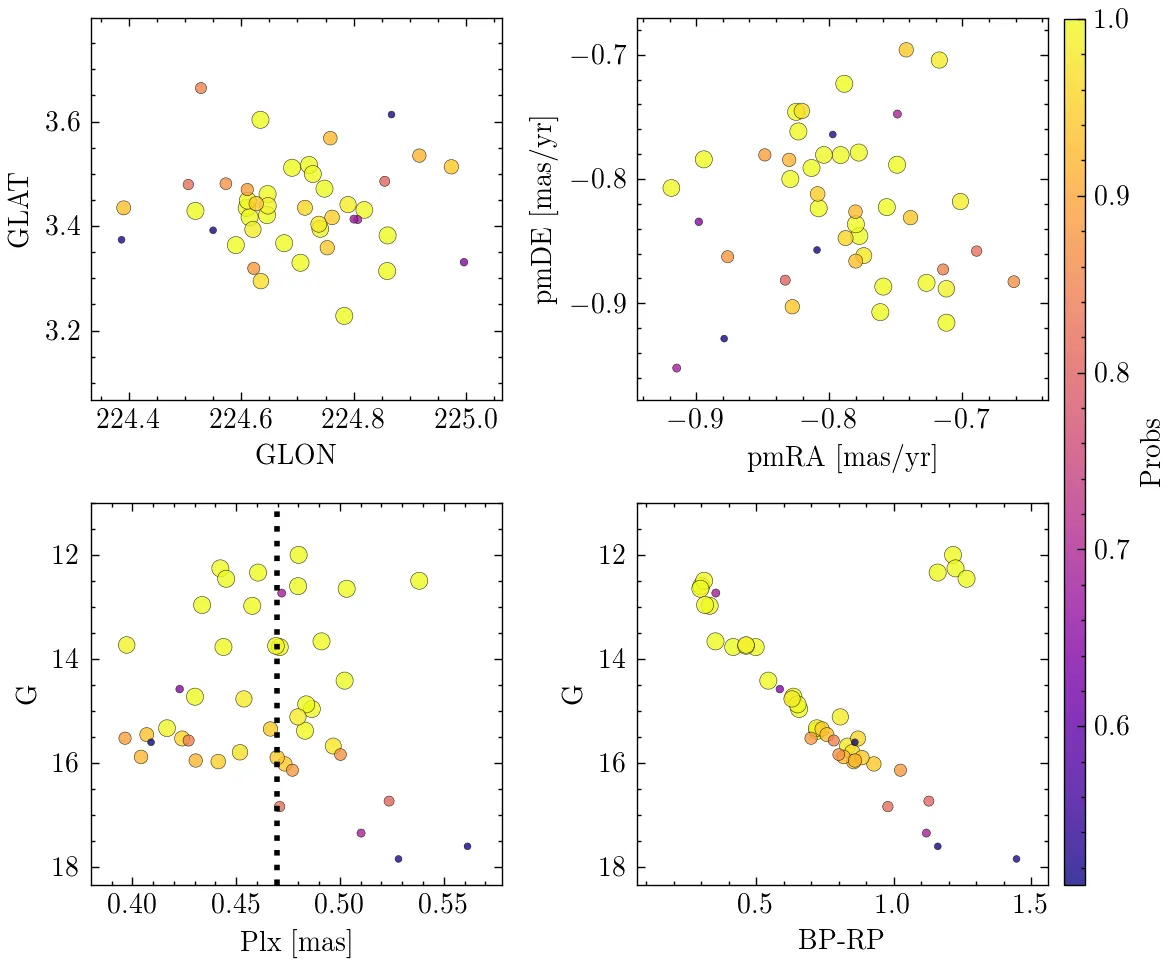 3.6
3.4
3.2
GLAT
224.4 224.6 224.8 225.0
GLON
−0.7
−0.8
−0.9
pmDE [mas/yr]
−0.9 −0.8 −0.7
pmRA [mas/yr]
1.0
0.9
0.8
0.7
0.6
Probs
12
14
16
18
G
0.40 0.45 0.50 0.55
Plx [mas]
12
14
16
18
G
0.5 1.0 1.5
BP-RP